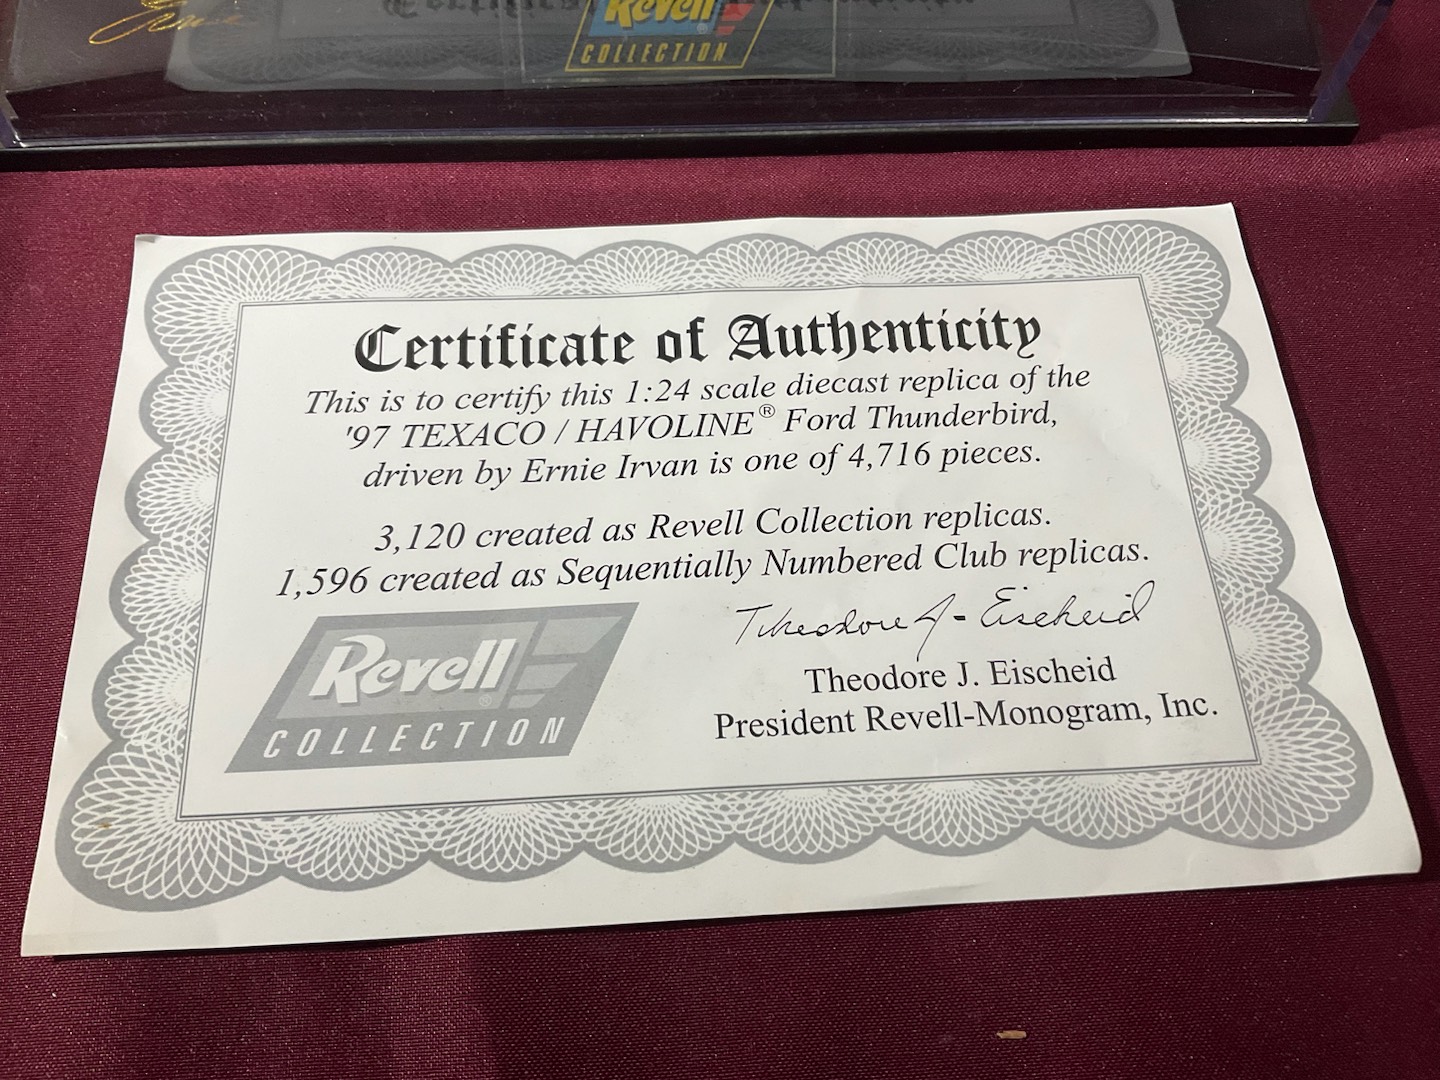 Ernie
Revell
COLLECTION
Certificate of Authenticity
This is to certify this 1:24 scale diecast replica of the
'97 TEXACO / HAVOLINE® Ford Thunderbird,
driven by Ernie Irvan is one of 4,716 pieces.
3,120 created as Revell Collection replicas.
1,596 created as Sequentially Numbered Club replicas.
Theodore J. Eischeid
Theodore J. Eischeid
President Revell-Monogram, Inc.
Revell®
COLLECTION